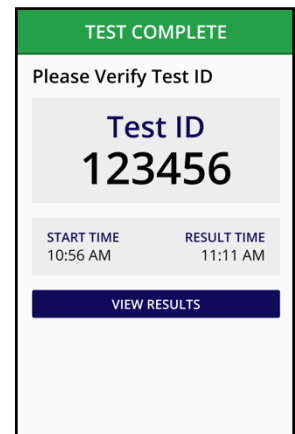 TEST COMPLETE
Please Verify Test ID
Test ID
123456
START TIME RESULT TIME
10:56 AM 11:11 AM
VIEW RESULTS